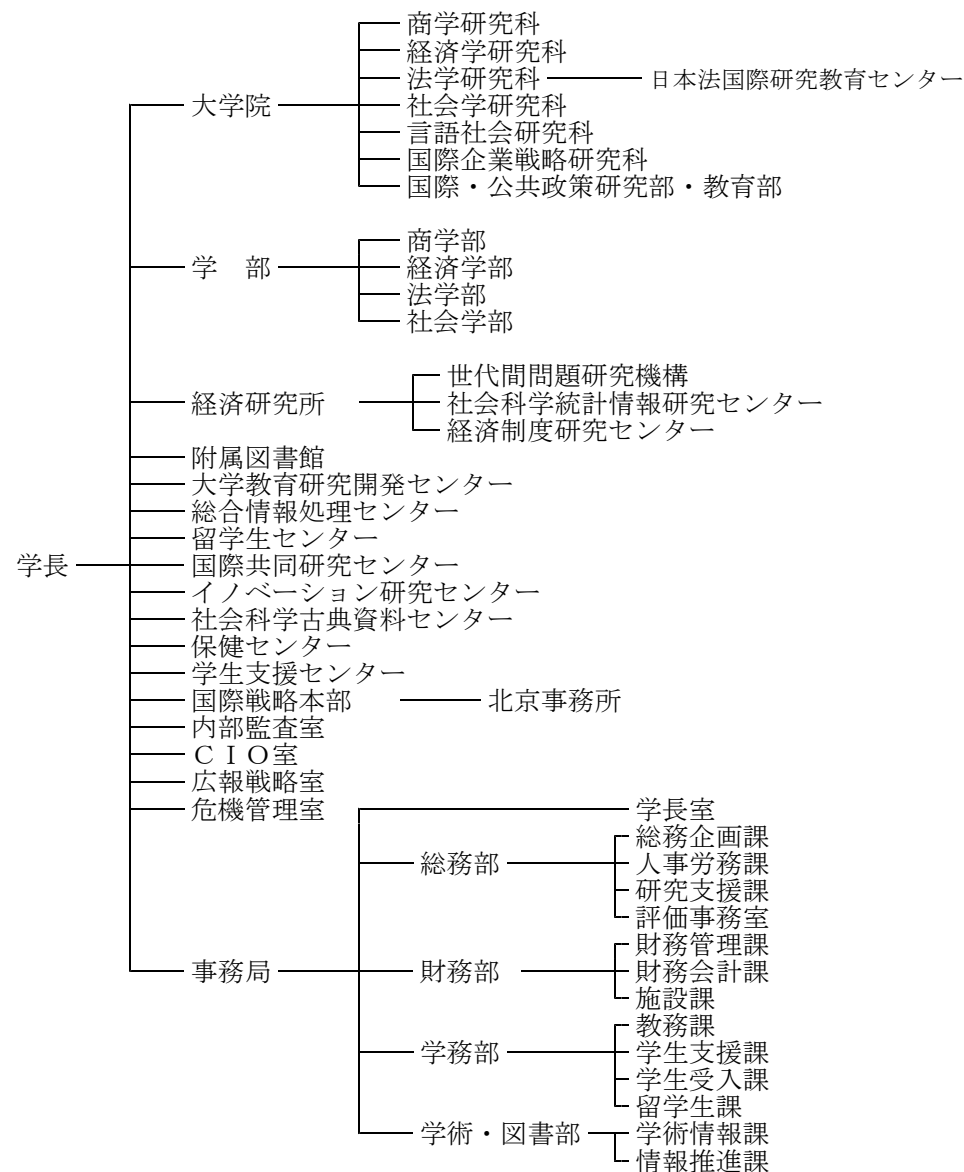 商学研究科
経済学研究科
法学研究科 日本法国際研究教育センター
大学院 社会学研究科
言語社会研究科
国際企業戦略研究科
国際・公共政策研究部・教育部
商学部
学　部 経済学部
法学部
社会学部
世代間問題研究機構
経済研究所 社会科学統計情報研究センター
経済制度研究センター
附属図書館
大学教育研究開発センター
総合情報処理センター
留学生センター
学長 国際共同研究センター
イノベーション研究センター
社会科学古典資料センター
保健センター
学生支援センター
国際戦略本部 北京事務所
内部監査室
ＣＩＯ室
広報戦略室
危機管理室 学長室
総務企画課
総務部 人事労務課
研究支援課
評価事務室
財務管理課
事務局 財務部 財務会計課
施設課
教務課
学務部 学生支援課
学生受入課
留学生課
学術・図書部 学術情報課
情報推進課